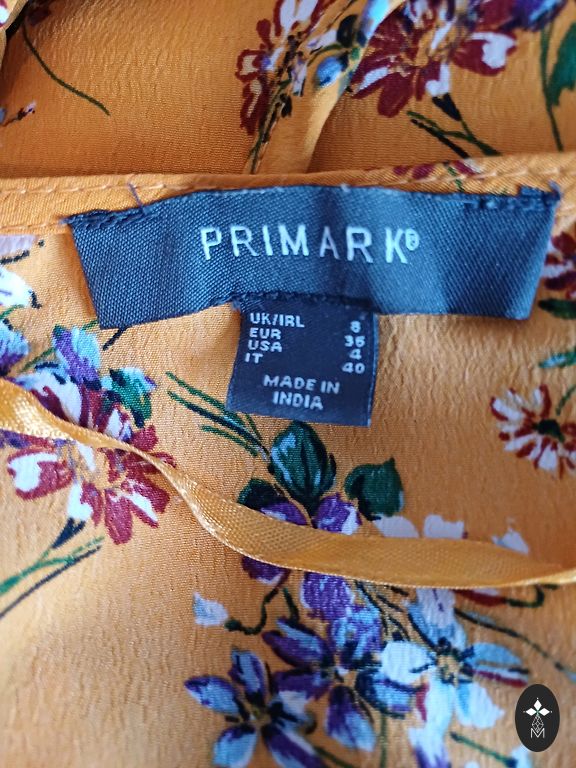 PRIMARK®
UK/IRL 8
EUR 36
USA 4
IT 40
MADE IN
INDIA